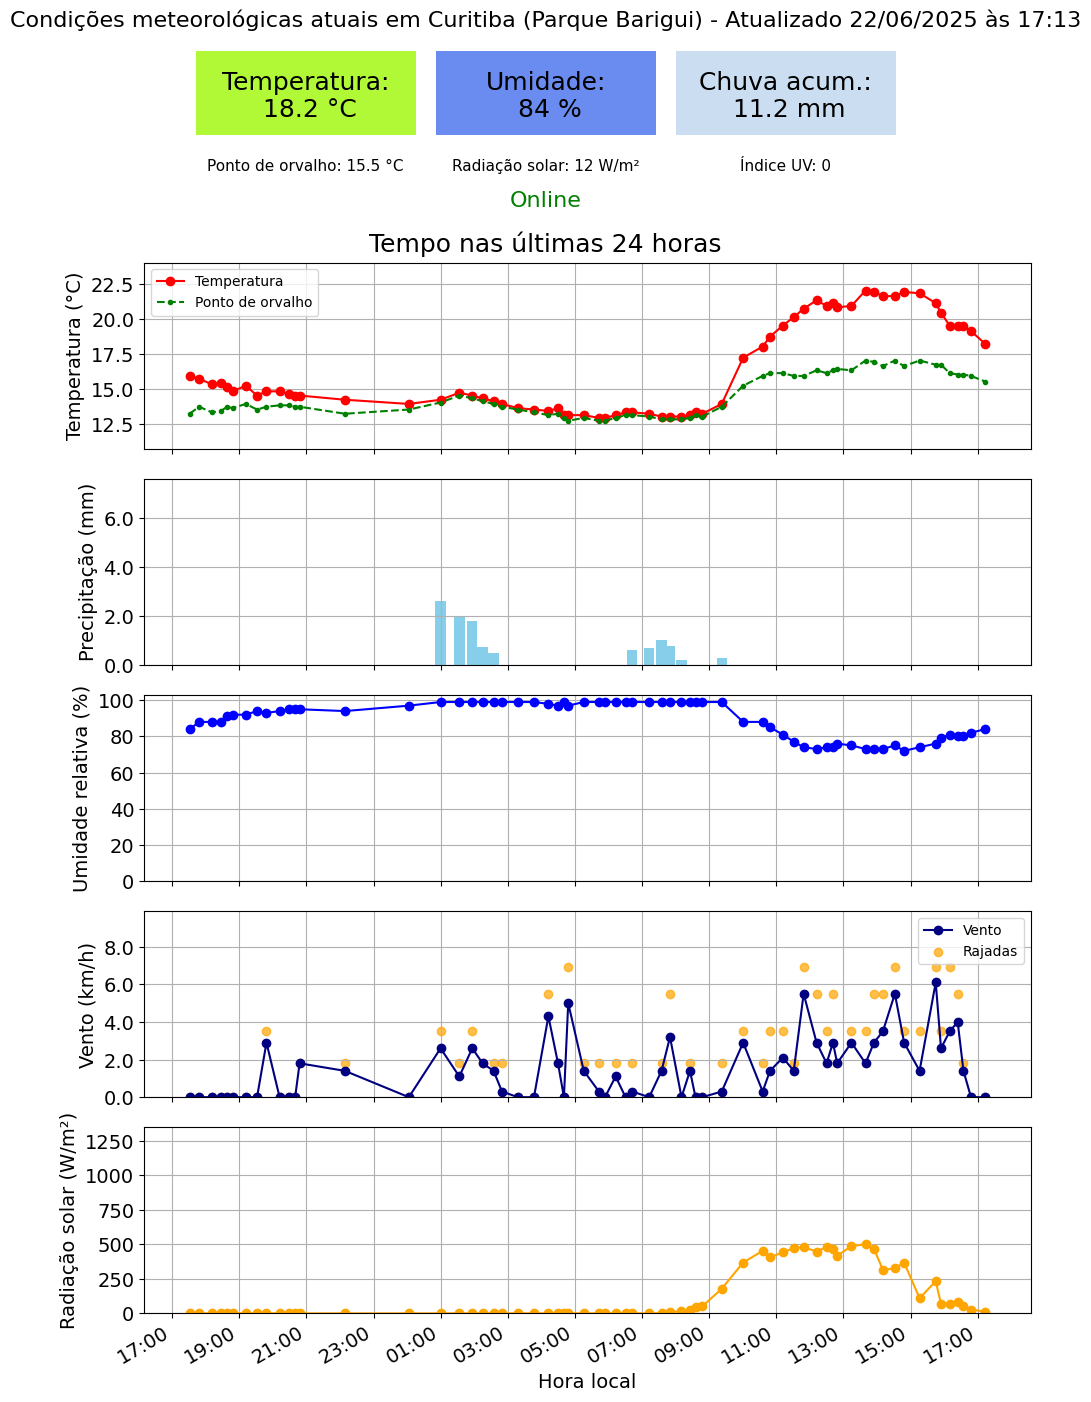 Condições meteorológicas atuais em Curitiba (Parque Barigui) - Atualizado 22/06/2025 às 17:13
Temperatura:
18.2 °C
Umidade:
84 %
Chuva acum.:
11.2 mm
Ponto de orvalho: 15.5 °C
Radiação solar: 12 W/m²
Índice UV: 0
Online
Tempo nas últimas 24 horas
Temperatura (°C)
22.5
20.0
17.5
15.0
12.5
Temperatura
Ponto de orvalho
Precipitação (mm)
6.0
4.0
2.0
0.0
Umidade relativa (%)
100
80
60
40
20
0
Vento (km/h)
8.0
6.0
4.0
2.0
0.0
Vento
Rajadas
Radiação solar (W/m²)
1250
1000
750
500
250
0
17:00
19:00
21:00
23:00
01:00
03:00
05:00
07:00
09:00
11:00
13:00
15:00
17:00
Hora local